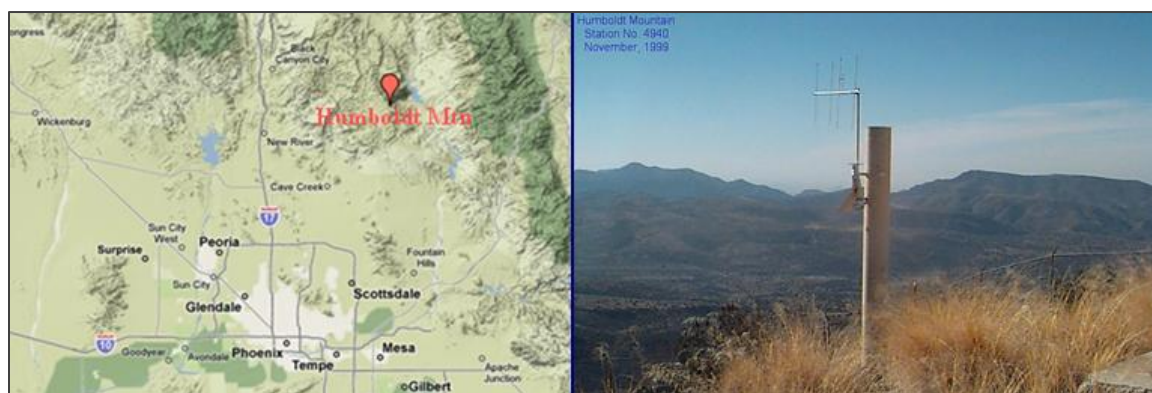 ongress
Black
Canyon City
Humboldt Mtn
Wickenburg
New River
Cave Creek
17
Sun City
West
Peoria
Surprise
Fountain
Hills
Sun City
Scottsdale
Glendale
10
Goodyear
Avondale
Phoenix
Tempe
Mesa
Apache
Junction
Gilbert
Humboldt Mountain
Station No. 4940
November, 1999